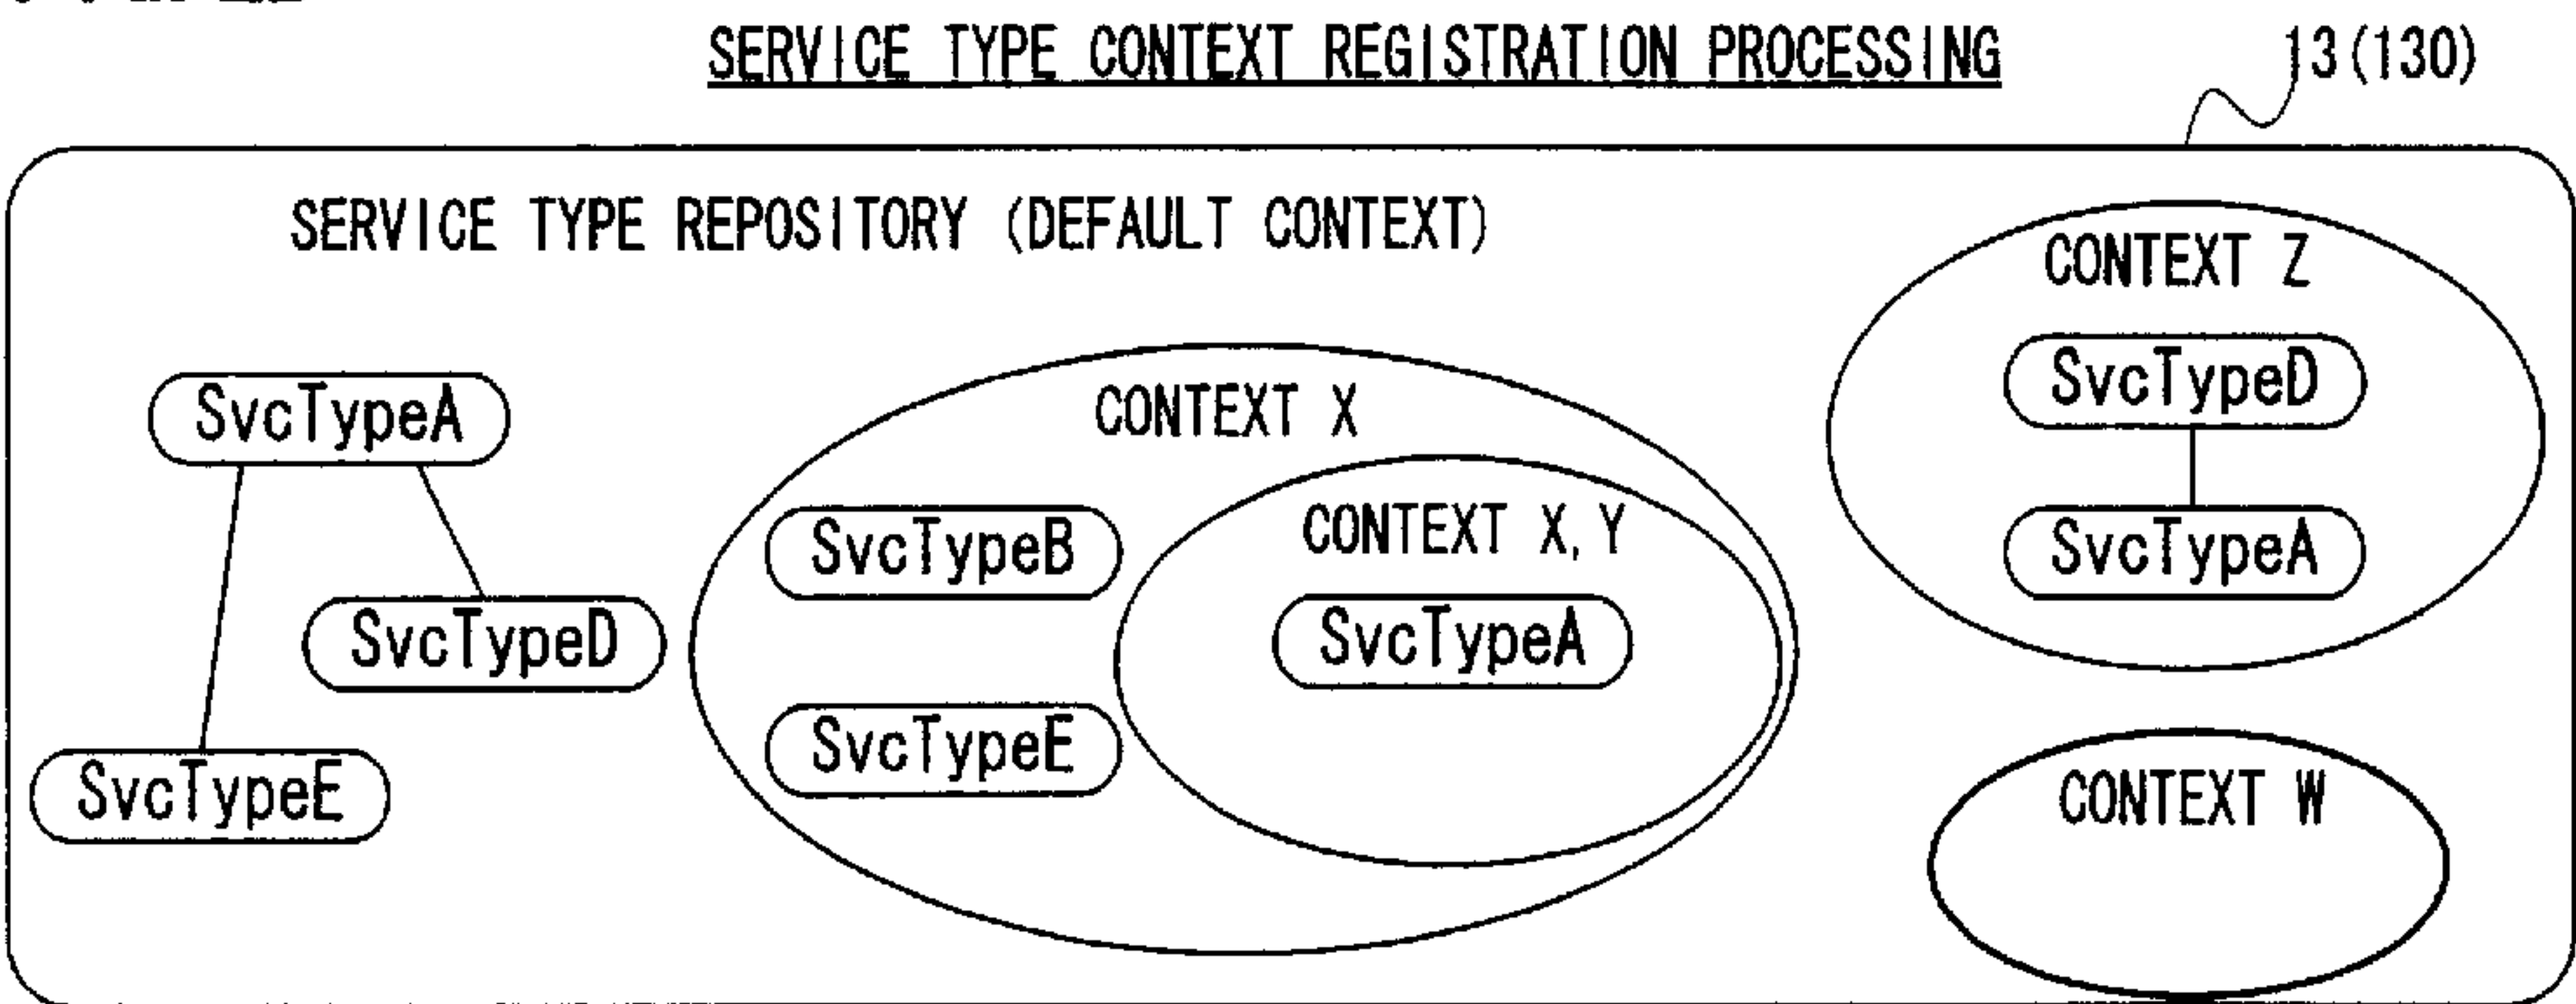 SERVICE TYPE CONTEXT REGISTRATION PROCESSING
13(130)
SERVICE TYPE REPOSITORY (DEFAULT CONTEXT)
SvcTypeA
SvcTypeD
SvcTypeE
CONTEXT X
SvcTypeB
SvcTypeE
CONTEXT X,Y
SvcTypeA
CONTEXT Z
SvcTypeD
SvcTypeA
CONTEXT W